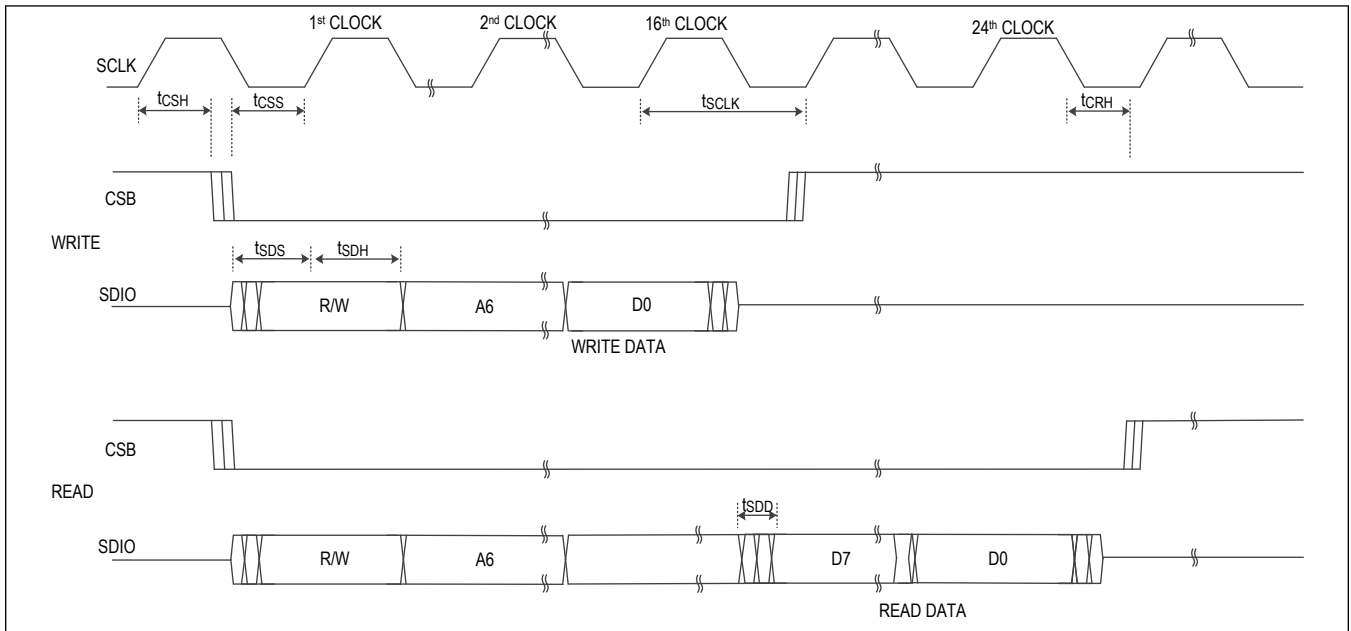 1st CLOCK 2nd CLOCK 16th CLOCK 24th CLOCK
SCLK
tCSH tCSS tSCLK tCRH
CSB
WRITE
tSDS tSDH
SDIO R/W A6 D0
WRITE DATA
CSB
READ
tSDD
SDIO R/W A6 D7 D0
READ DATA